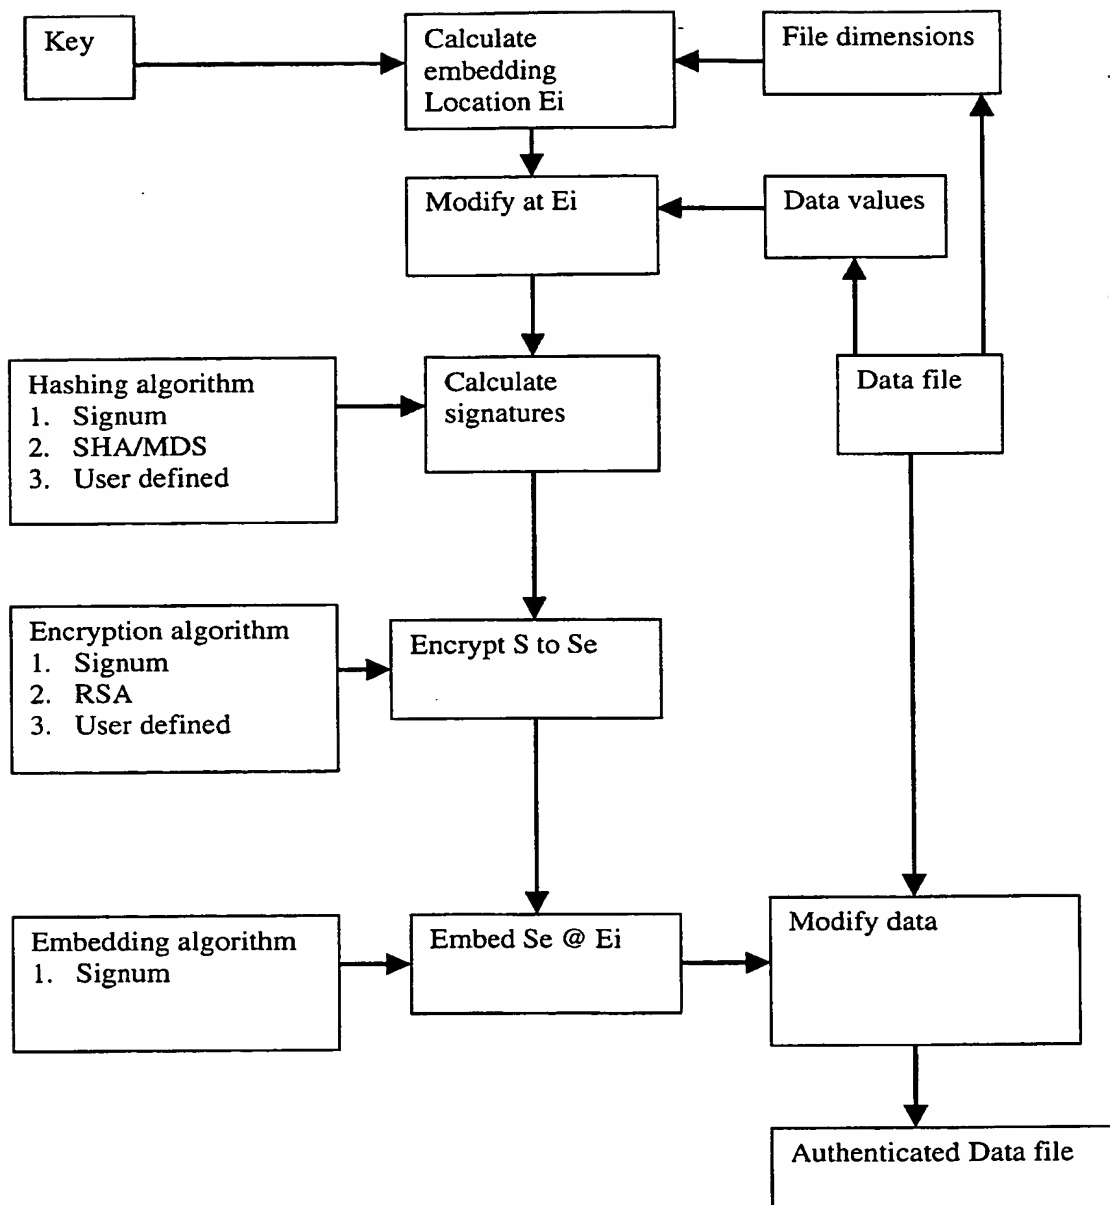 Key
Calculate
embedding
Location Ei
File dimensions
Modify at Ei
Data values
Hashing algorithm
1. Signum
2. SHA/MDS
3. User defined
Calculate
signatures
Data file
Encryption algorithm
1. Signum
2. RSA
3. User defined
Encrypt S to Se
Embedding algorithm
1. Signum
Embed Se @ Ei
Modify data
Authenticated Data file